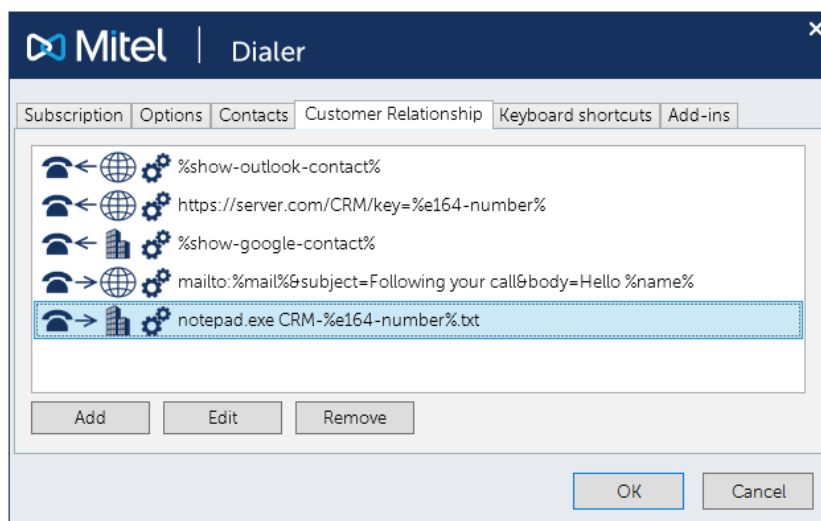 Mitel | Dialer
Subscription Options Contacts Customer Relationship Keyboard shortcuts Add-ins
%show-outlook-contact%
https://server.com/CRM/key=%e164-number%
%show-google-contact%
mailto:%mail%&subject=Following your call&body=Hello %name%
notepad.exe CRM-%e164-number%.txt
Add Edit Remove
OK Cancel